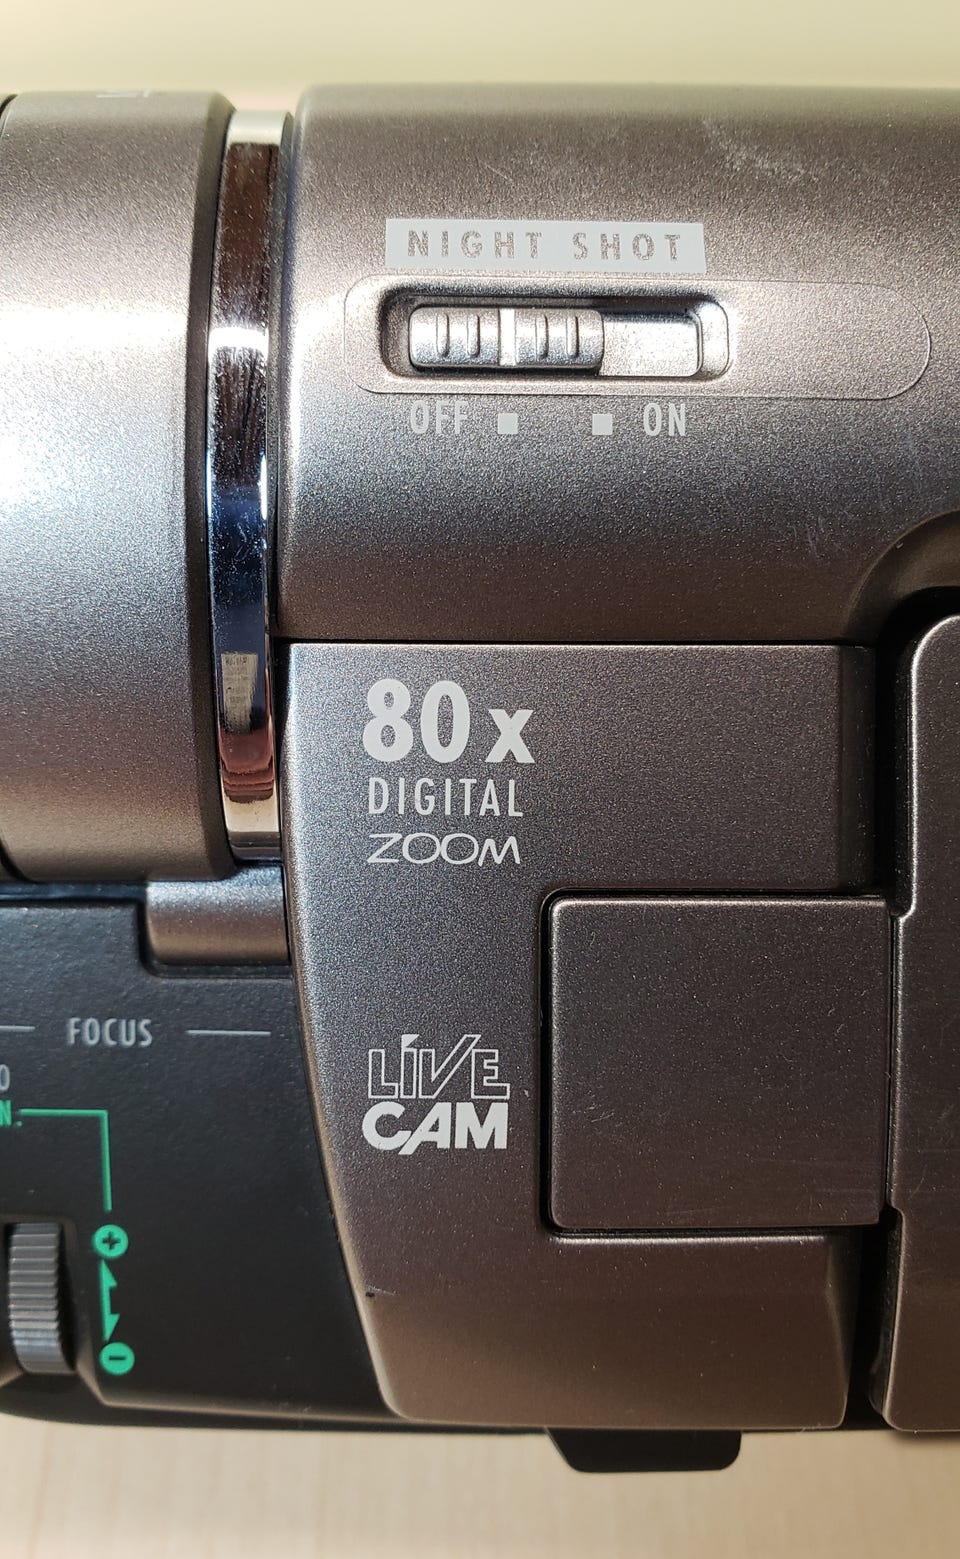 NIGHT SHOT
OFF ON
80x
DIGITAL
ZOOM
FOCUS
N.
LiVE
CAM